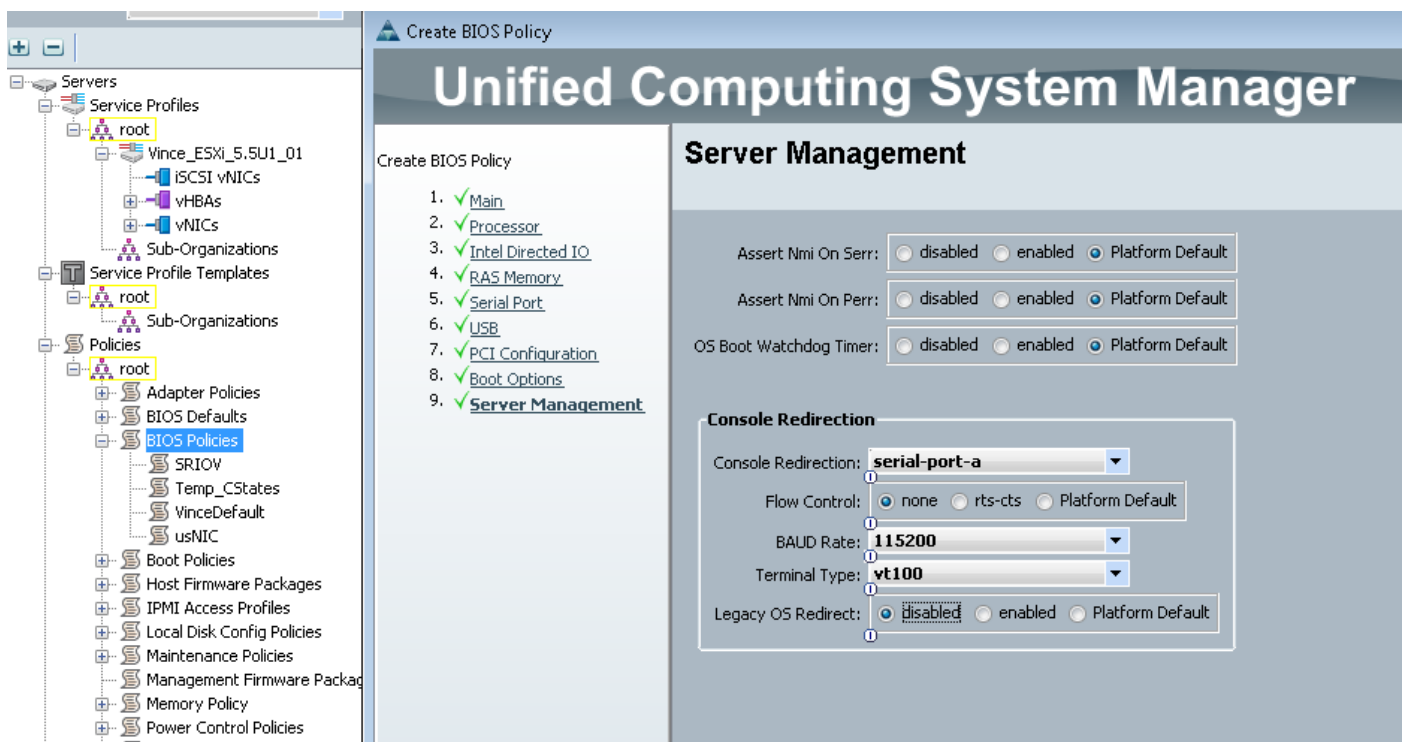 Servers
Service Profiles
root
Vince_ESXi_5.5U1_01
iSCSI vNICs
vHBAs
vNICs
Sub-Organizations
Service Profile Templates
root
Sub-Organizations
Policies
root
Adapter Policies
BIOS Defaults
BIOS Policies
SRIOV
Temp_CStates
VinceDefault
usNIC
Boot Policies
Host Firmware Packages
IPMI Access Profiles
Local Disk Config Policies
Maintenance Policies
Management Firmware Packag
Memory Policy
Power Control Policies
Create BIOS Policy
Unified Computing System Manager
Create BIOS Policy
1. Main
2. Processor
3. Intel Directed IO
4. RAS Memory
5. Serial Port
6. USB
7. PCI Configuration
8. Boot Options
9. Server Management
Server Management
Assert Nmi On Serr: disabled enabled Platform Default
Assert Nmi On Perr: disabled enabled Platform Default
OS Boot Watchdog Timer: disabled enabled Platform Default
Console Redirection
Console Redirection: serial-port-a
Flow Control: none rts-cts Platform Default
BAUD Rate: 115200
Terminal Type: vt100
Legacy OS Redirect: disabled enabled Platform Default